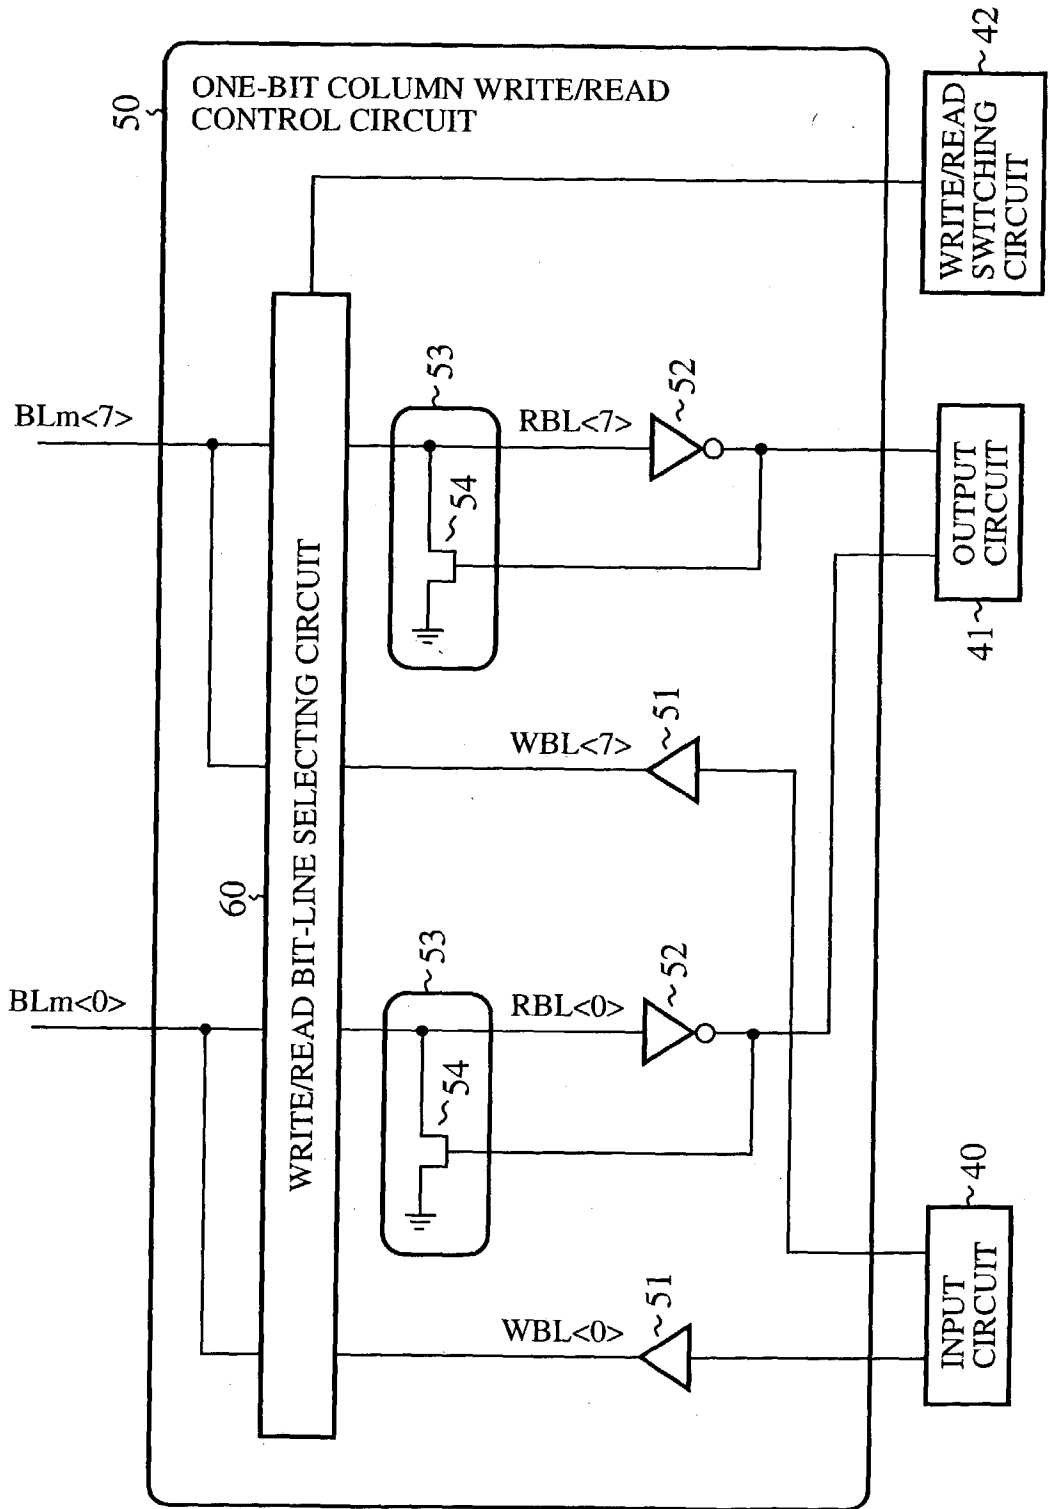 50
ONE-BIT COLUMN WRITE/READ
CONTROL CIRCUIT
42
WRITE/READ
SWITCHING
CIRCUIT
BLm<7>
53
RBL<7>
52
54
OUTPUT
CIRCUIT
41
WRITE/READ BIT-LINE SELECTING CIRCUIT
60
WBL<7>
51
BLm<0>
53
RBL<0>
52
54
WBL<0>
51
INPUT
CIRCUIT
40